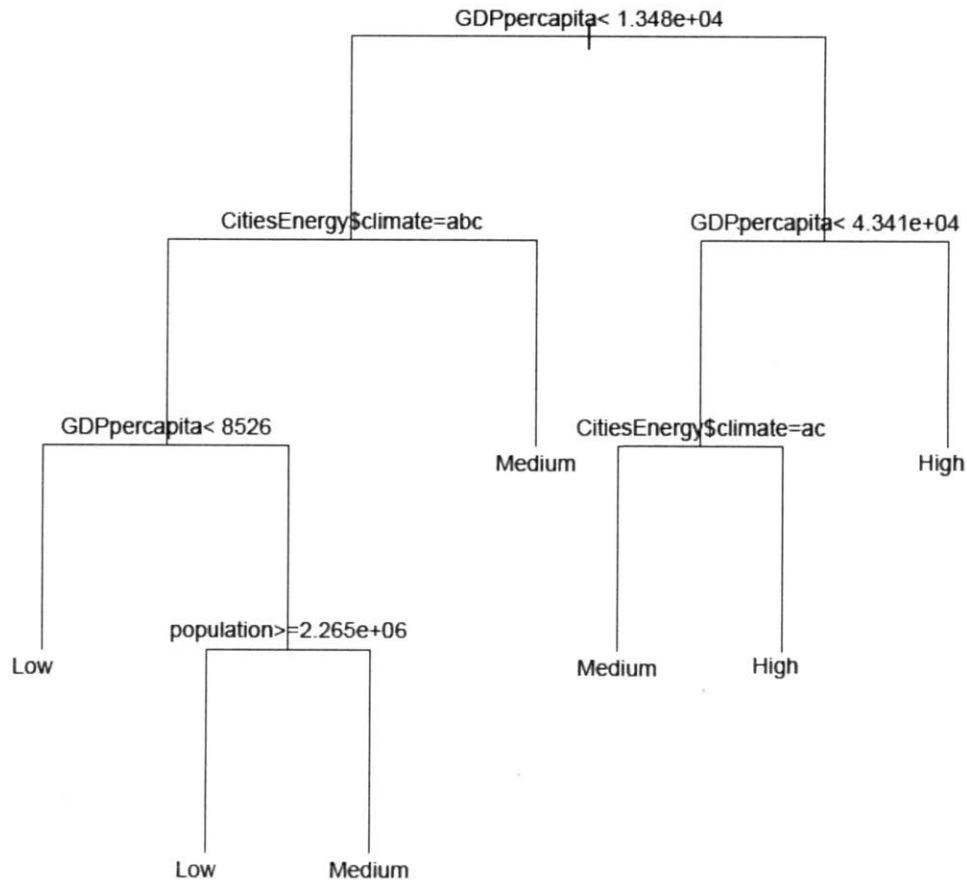 GDPpercapita< 1.348e+04
CitiesEnergy$climate=abc
GDPpercapita< 4.341e+04
GDPpercapita< 8526
CitiesEnergy$climate=ac
Medium
High
population>=2.265e+06
Low
Medium
High
Low
Medium